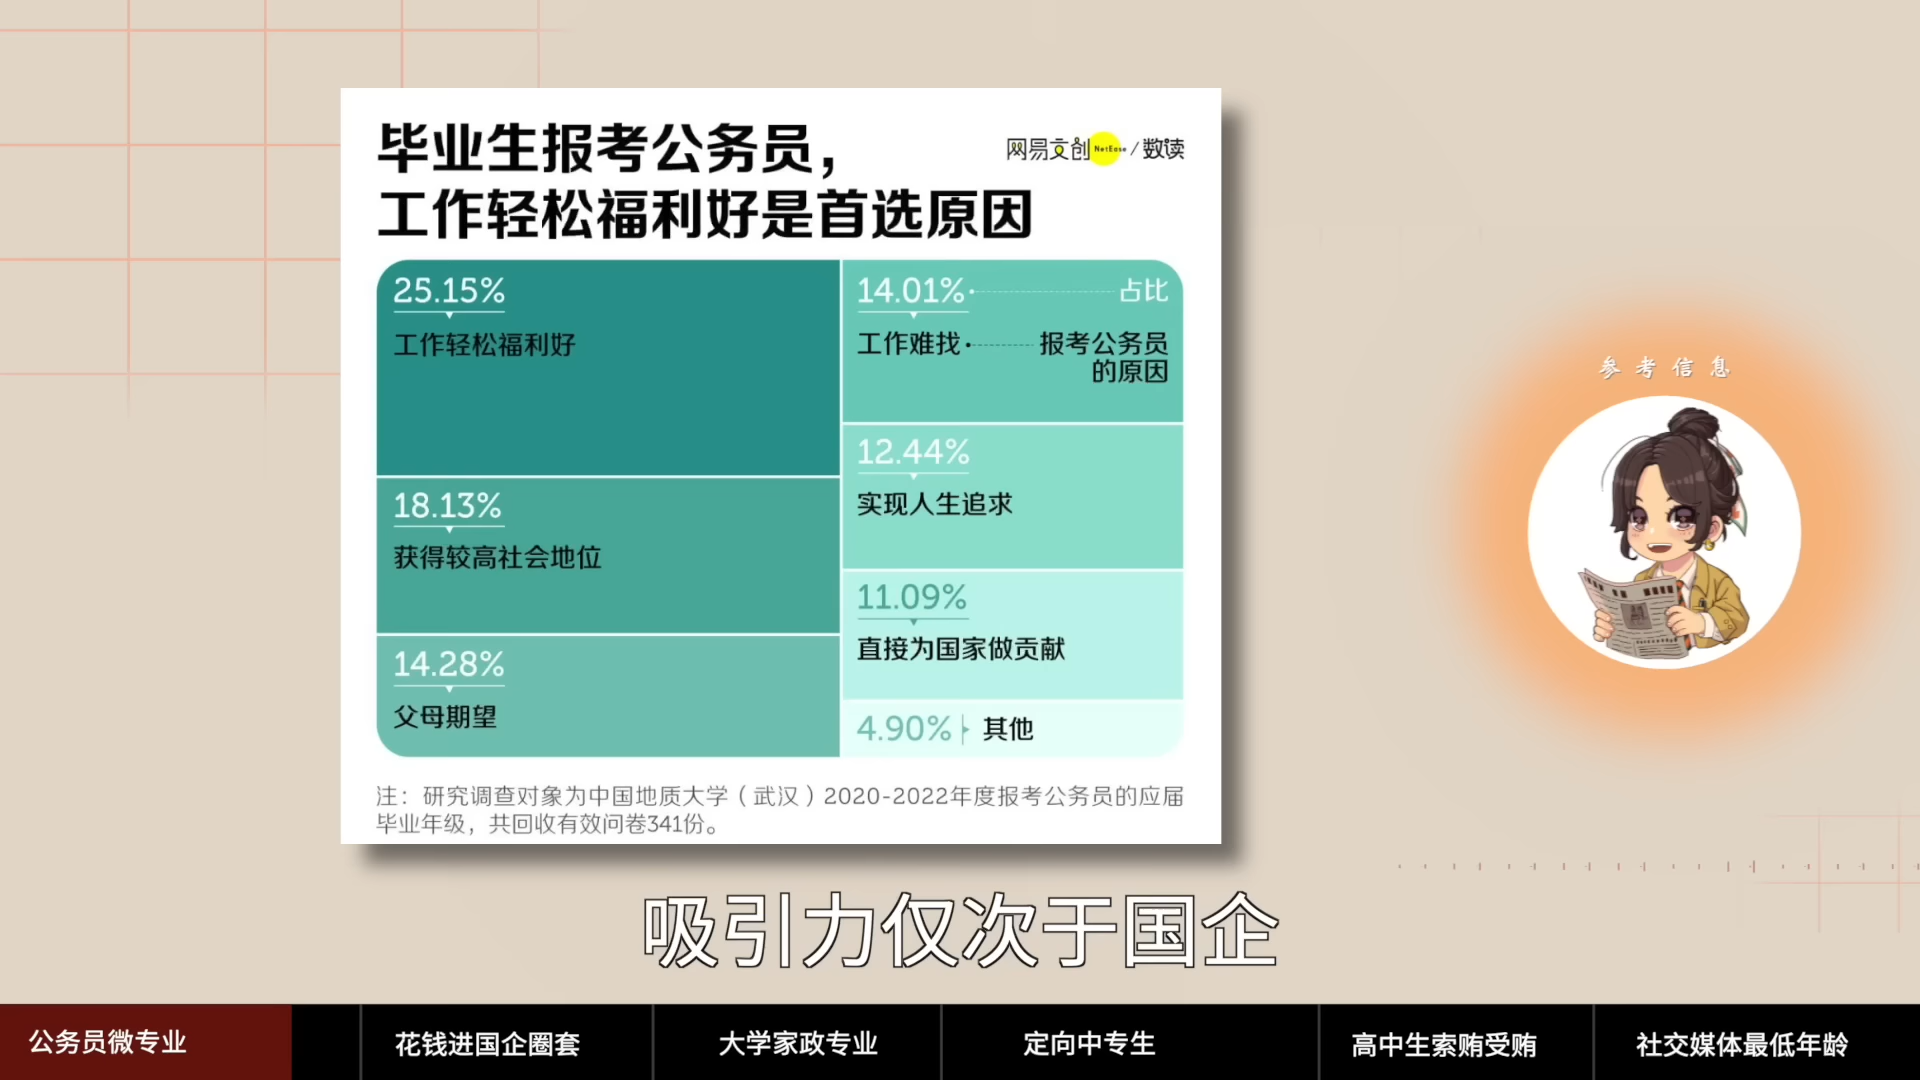 毕业生报考公务员，
工作轻松福利好是首选原因
网易文创 NetEase / 数读
25.15%
工作轻松福利好
18.13%
获得较高社会地位
14.28%
父母期望
14.01% 占比
工作难找 报考公务员
的原因
12.44%
实现人生追求
11.09%
直接为国家做贡献
4.90% 其他
注：研究调查对象为中国地质大学（武汉）2020-2022年度报考公务员的应届
毕业年级，共回收有效问卷341份。
参考信息
吸引力仅次于国企
公务员微专业
花钱进国企圈套
大学家政专业
定向中专生
高中生索贿受贿
社交媒体最低年龄